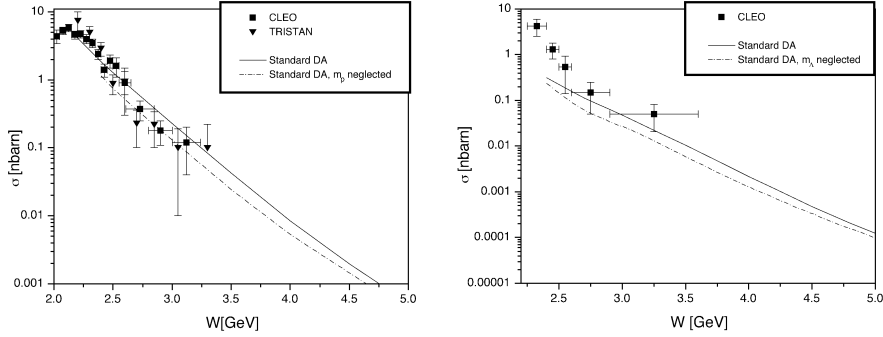 CLEO
TRISTAN
Standard DA
Standard DA, mp neglected
10
1
0.1
0.01
0.001
σ [nbarn]
2.0 2.5 3.0 3.5 4.0 4.5 5.0
W[GeV]
CLEO
Standard DA
Standard DA, mΛ neglected
10
1
0.1
0.01
0.001
0.0001
0.00001
σ [nbarn]
2.5 3.0 3.5 4.0 4.5 5.0
W [GeV]